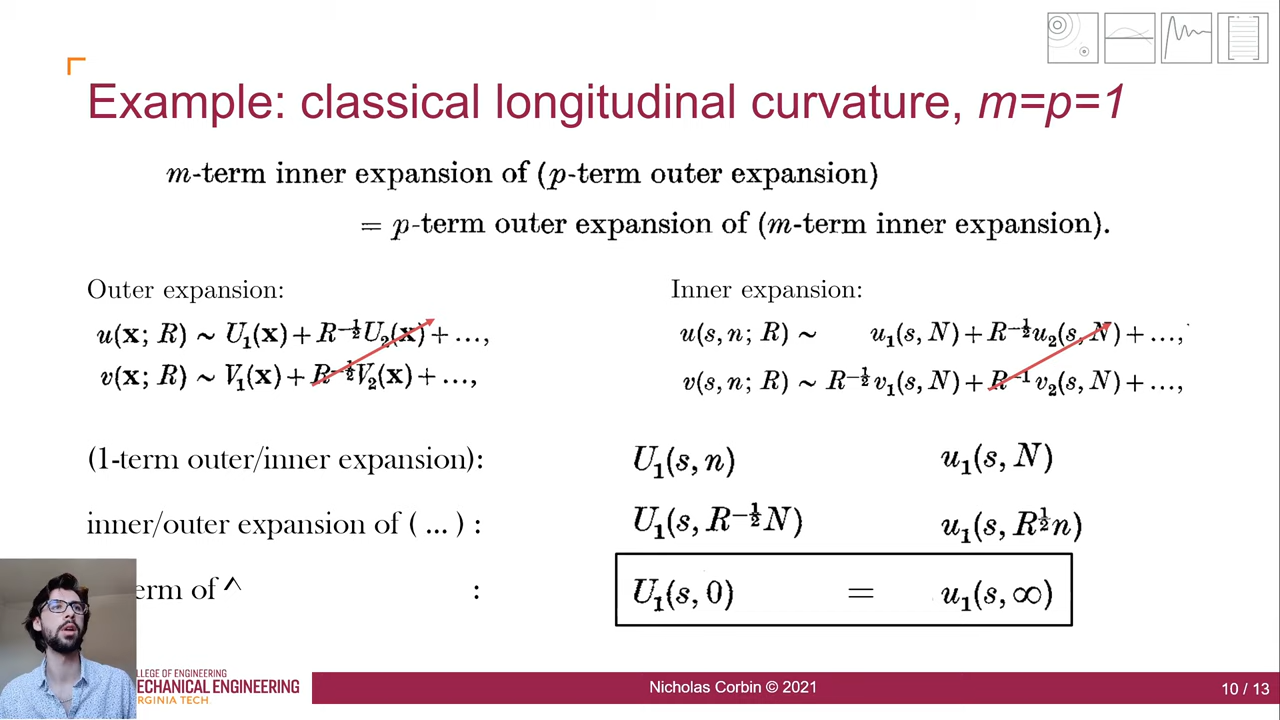 Example: classical longitudinal curvature, m=p=1
m-term inner expansion of (p-term outer expansion)
= p-term outer expansion of (m-term inner expansion).
Outer expansion:
u(x; R) ∼ U₁(x) + R^{-1/2}U₂(x) + …,
v(x; R) ∼ V₁(x) + R^{-1/2}V₂(x) + …,
Inner expansion:
u(s, n; R) ∼ u₁(s, N) + R^{-1/2}u₂(s, N) + …,
v(s, n; R) ∼ R^{-1/2}v₁(s, N) + R^{-1}v₂(s, N) + …,
(1-term outer/inner expansion): U₁(s, n) u₁(s, N)
inner/outer expansion of ( … ) : U₁(s, R^{-1/2}N) u₁(s, R^{1/2}n)
erm of ^ : U₁(s, 0) = u₁(s, ∞)
LLEGE OF ENGINEERING
ECHANICAL ENGINEERING
RGINIA TECH
Nicholas Corbin © 2021
10 / 13